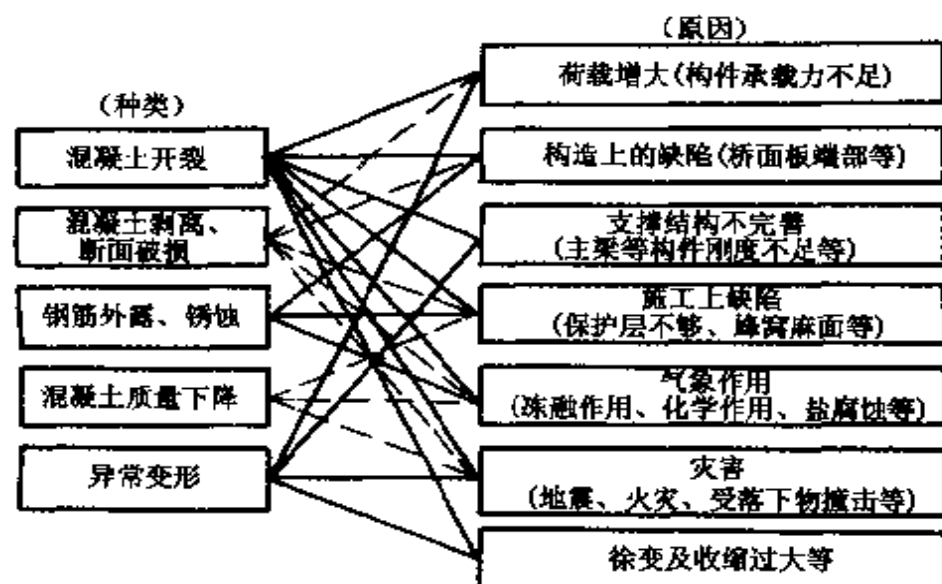 (原因)
荷载增大(构件承载力不足)
(种类)
混凝土开裂
构造上的缺陷(桥面板端部等)
混凝土剥离、
断面破损
支撑结构不完善
(主梁等构件刚度不足等)
钢筋外露、锈蚀
施工上缺陷
(保护层不够、蜂窝麻面等)
混凝土质量下降
气象作用
(冻融作用、化学作用、盐腐蚀等)
异常变形
灾害
(地震、火灾、受落下物撞击等)
徐变及收缩过大等